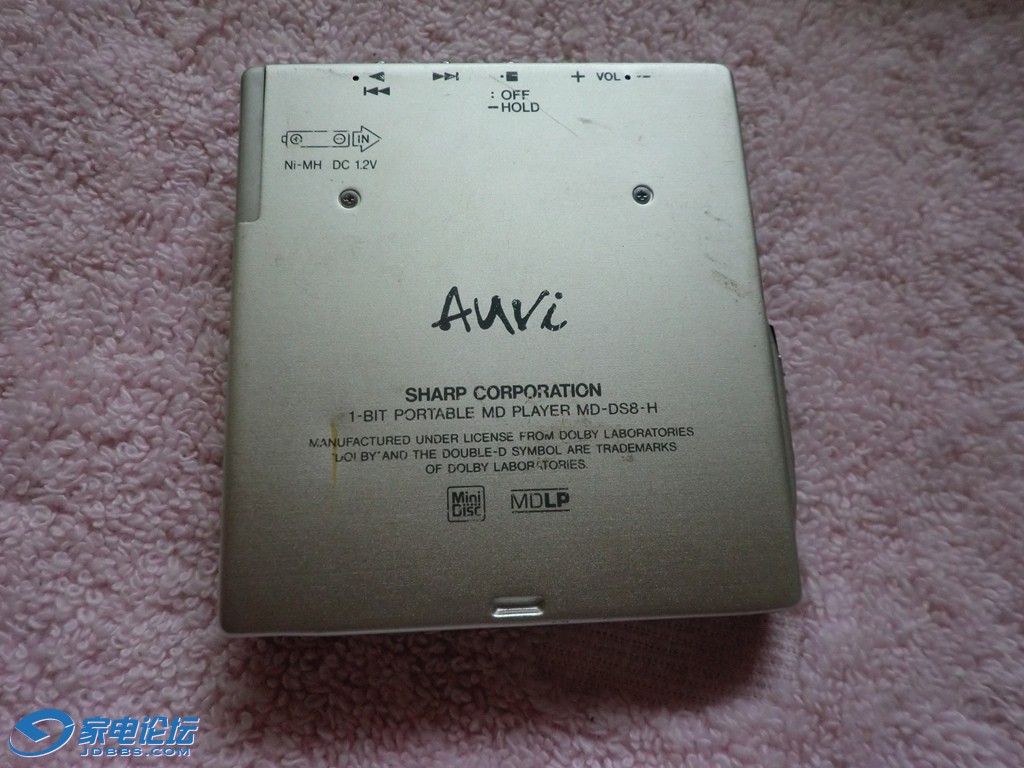 VOL
: OFF
—HOLD
IN
Ni-MH DC 1.2V
Auvi
SHARP CORPORATION
1-BIT PORTABLE MD PLAYER MD-DS8-H
MANUFACTURED UNDER LICENSE FROM DOLBY LABORATORIES
"DOLBY" AND THE DOUBLE-D SYMBOL ARE TRADEMARKS
OF DOLBY LABORATORIES.
Mini Disc
MDLP
家电论坛
JDBBS.COM